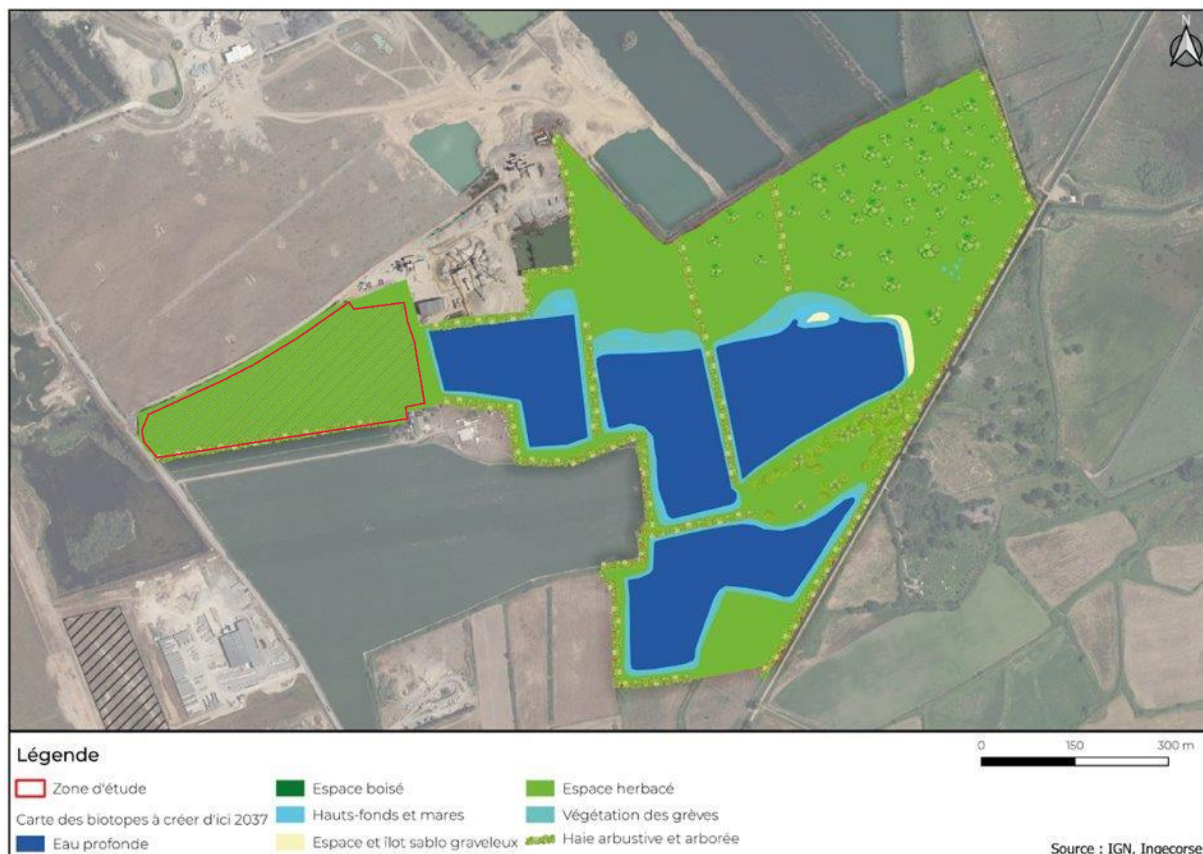 N
Légende
0 150 300 m
Zone d'étude
Carte des biotopes à créer d'ici 2037
Eau profonde
Espace boisé
Hauts-fonds et mares
Espace et îlot sablo graveleux
Espace herbacé
Végétation des grèves
Haie arbustive et arborée
Source : IGN, Ingecorse